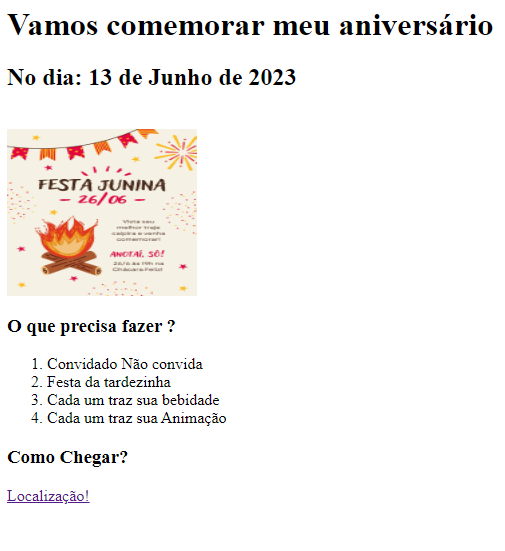 Vamos comemorar meu aniversário
No dia: 13 de Junho de 2023
FESTA JUNINA
- 26/06 -
Vista seu
melhor traje
caipira e venha
comemorar!
ANOTAÍ, SÔ!
26/6 às 19h na
Chácara Feliz!
O que precisa fazer ?
1. Convidado Não convida
2. Festa da tardezinha
3. Cada um traz sua bebidade
4. Cada um traz sua Animação
Como Chegar?
Localização!